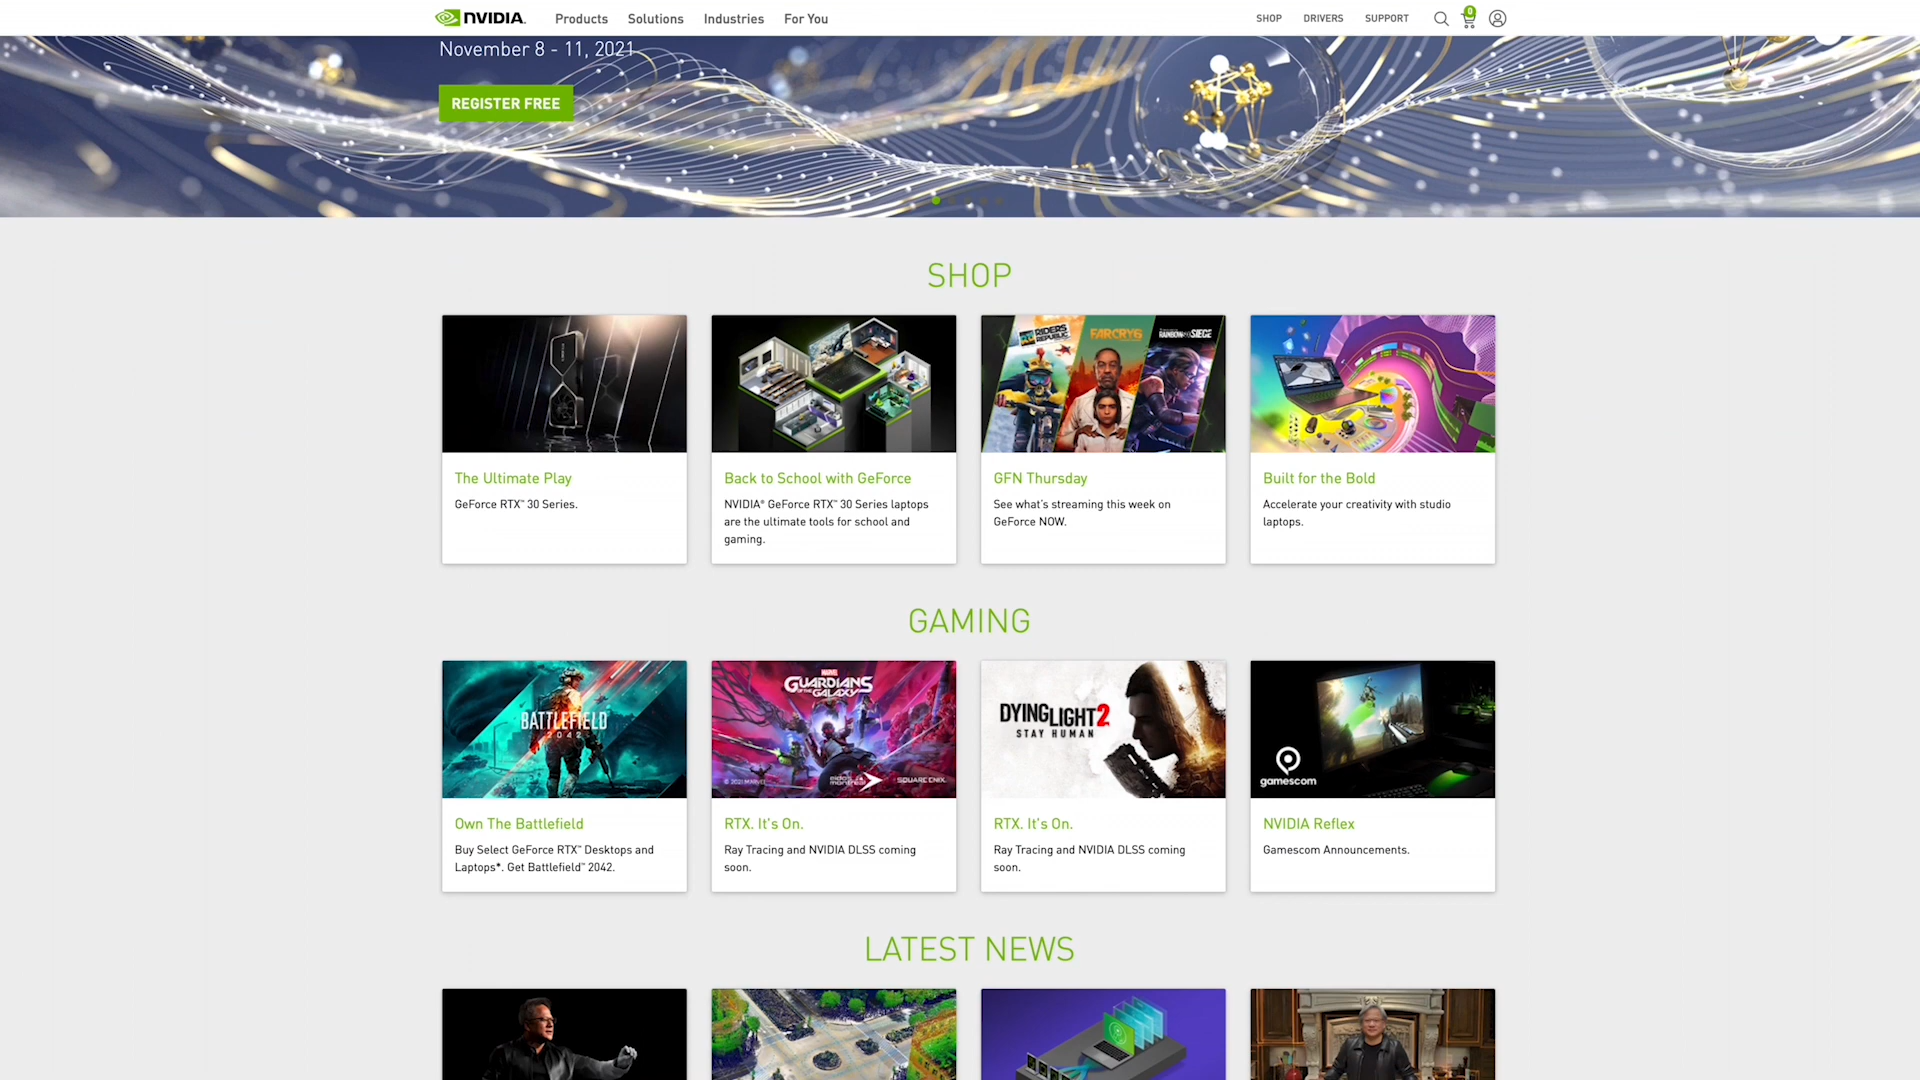 NVIDIA.
Products Solutions Industries For You
SHOP DRIVERS SUPPORT
0
November 8 - 11, 2021
REGISTER FREE
SHOP
RIDERS REPUBLIC
FARCRY6
RAINBOW SIX SIEGE
The Ultimate Play
GeForce RTX™ 30 Series.
Back to School with GeForce
NVIDIA® GeForce RTX™ 30 Series laptops
are the ultimate tools for school and
gaming.
GFN Thursday
See what's streaming this week on
GeForce NOW.
Built for the Bold
Accelerate your creativity with studio
laptops.
GAMING
BATTLEFIELD
2042
MARVEL
GUARDIANS
OF THE GALAXY
© 2021 MARVEL
eidos montréal
SQUARE ENIX.
DYING LIGHT 2
STAY HUMAN
gamescom
Own The Battlefield
Buy Select GeForce RTX™ Desktops and
Laptops*. Get Battlefield™ 2042.
RTX. It's On.
Ray Tracing and NVIDIA DLSS coming
soon.
RTX. It's On.
Ray Tracing and NVIDIA DLSS coming
soon.
NVIDIA Reflex
Gamescom Announcements.
LATEST NEWS